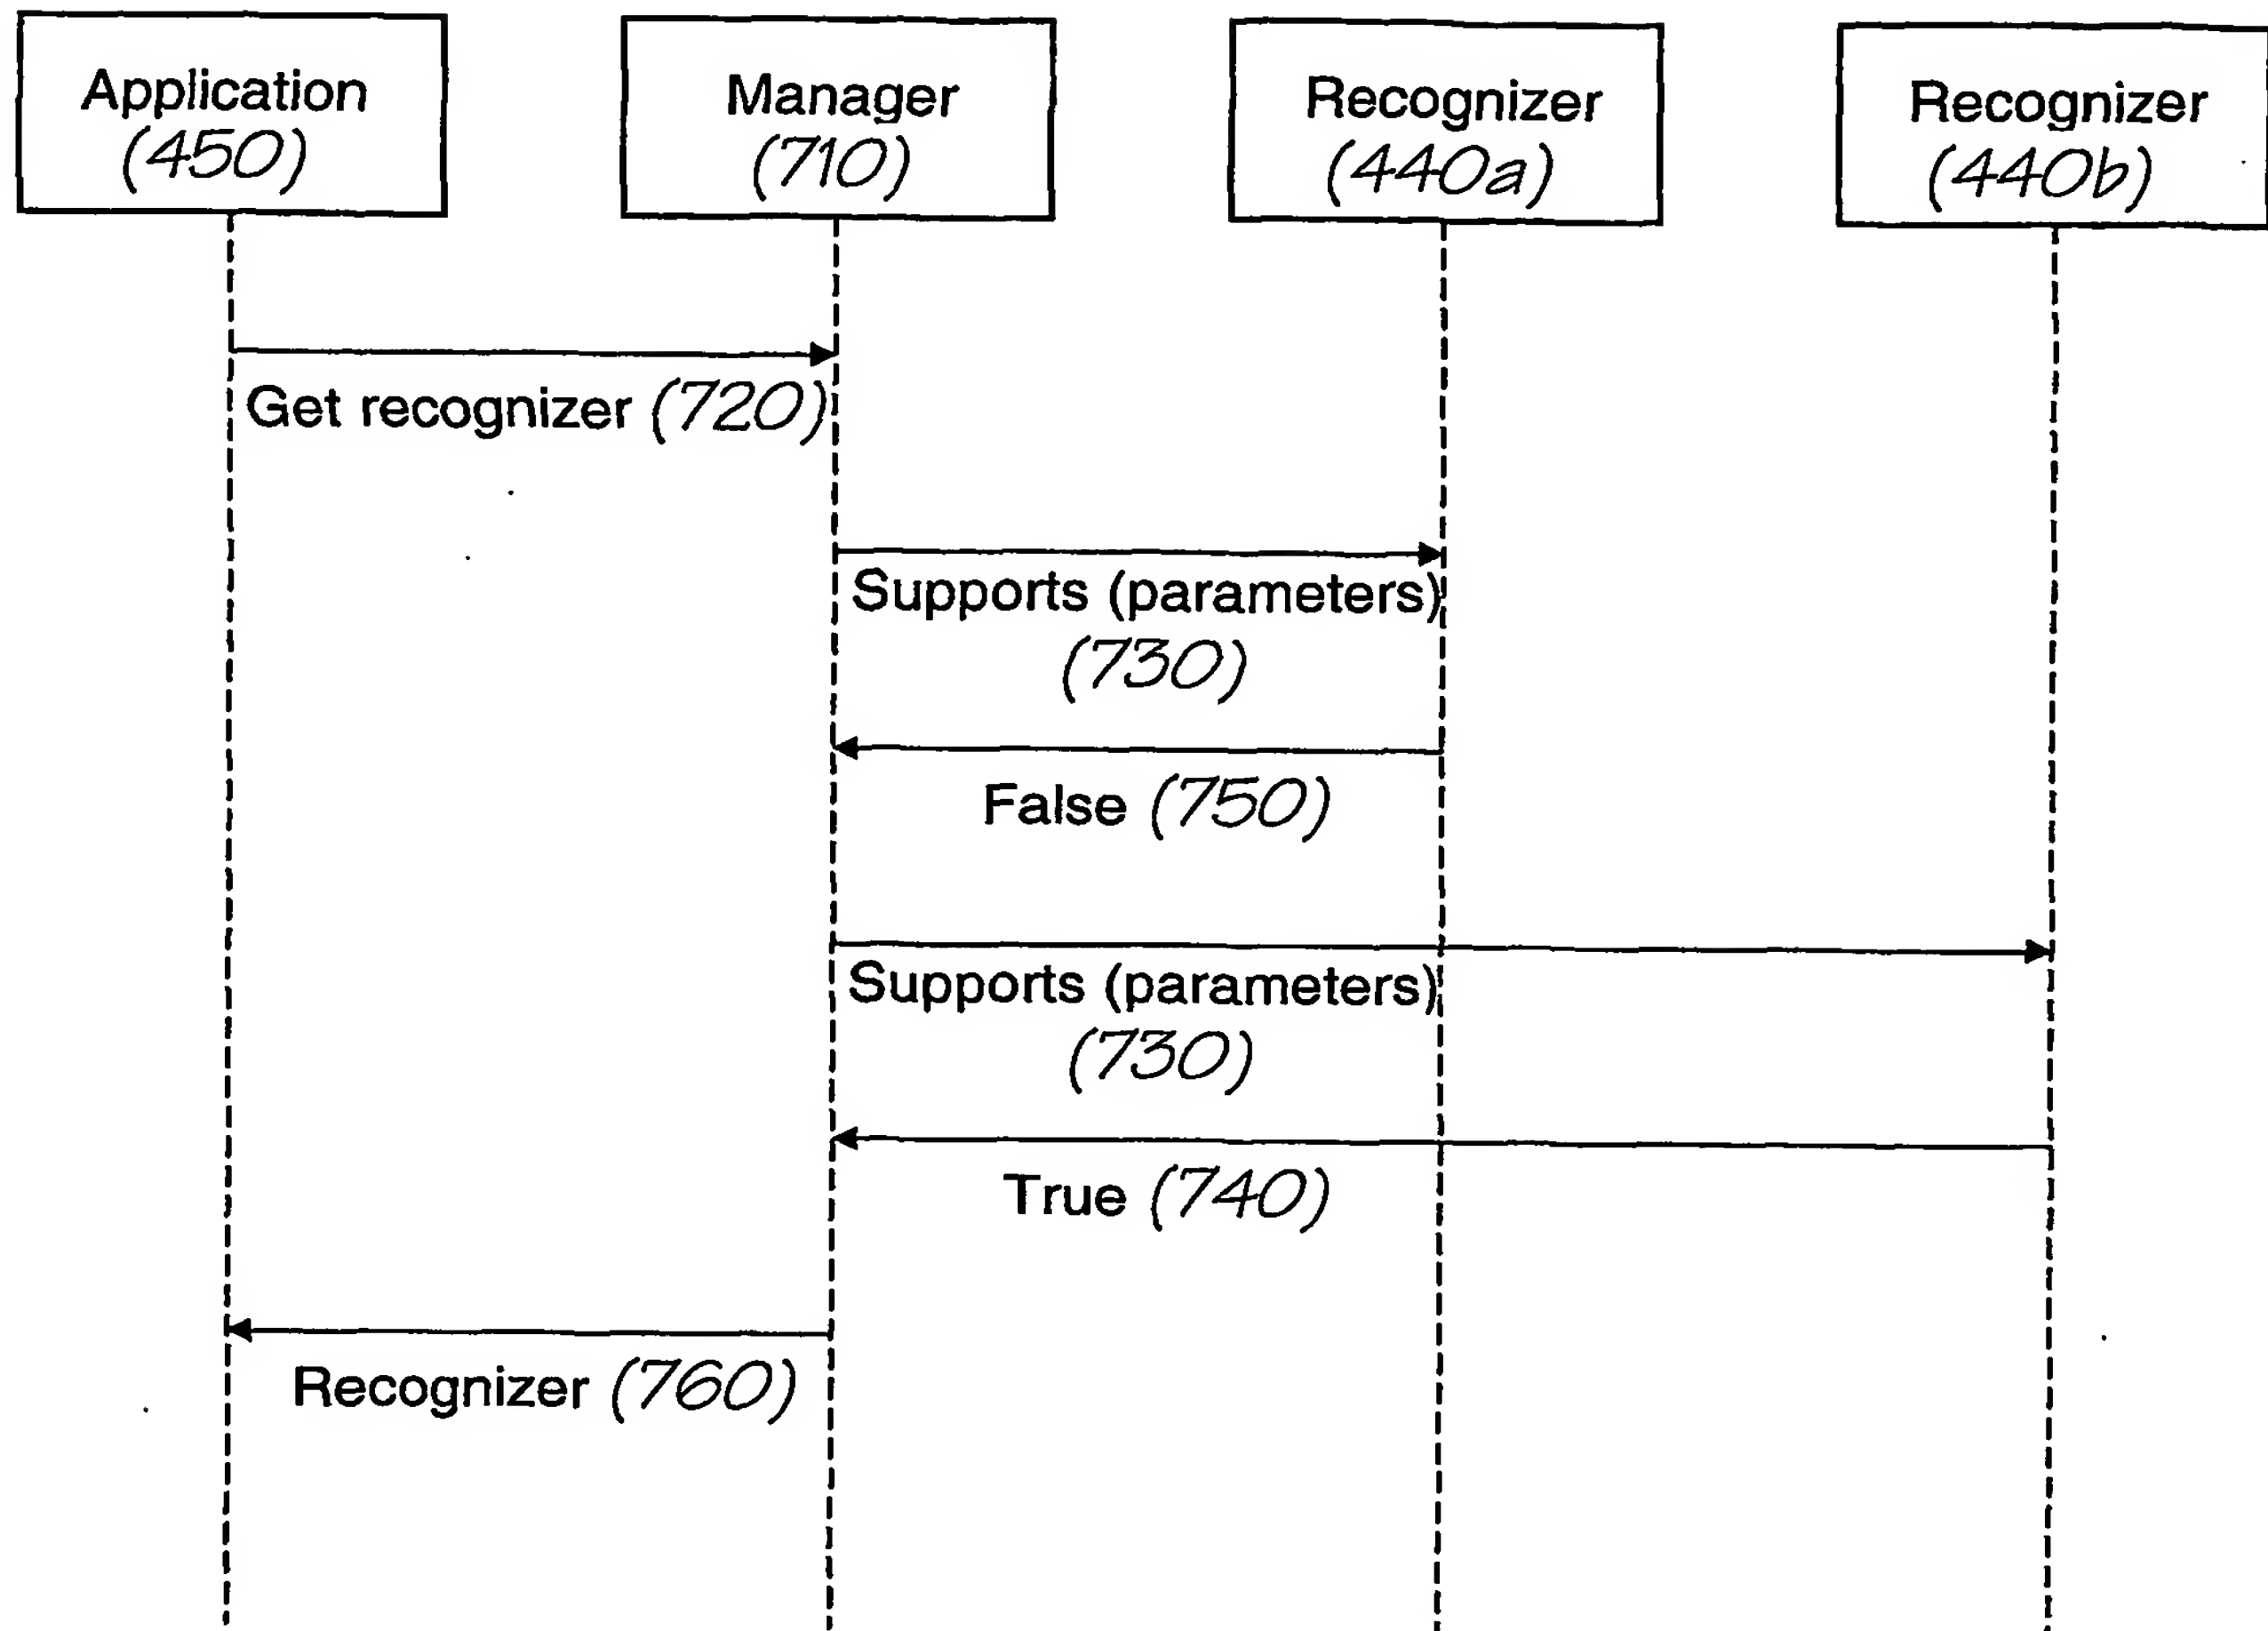 Application
(450)
Manager
(710)
Recognizer
(440a)
Recognizer
(440b)
Get recognizer (720)
Supports (parameters)
(730)
False (750)
Supports (parameters)
(730)
True (740)
Recognizer (760)